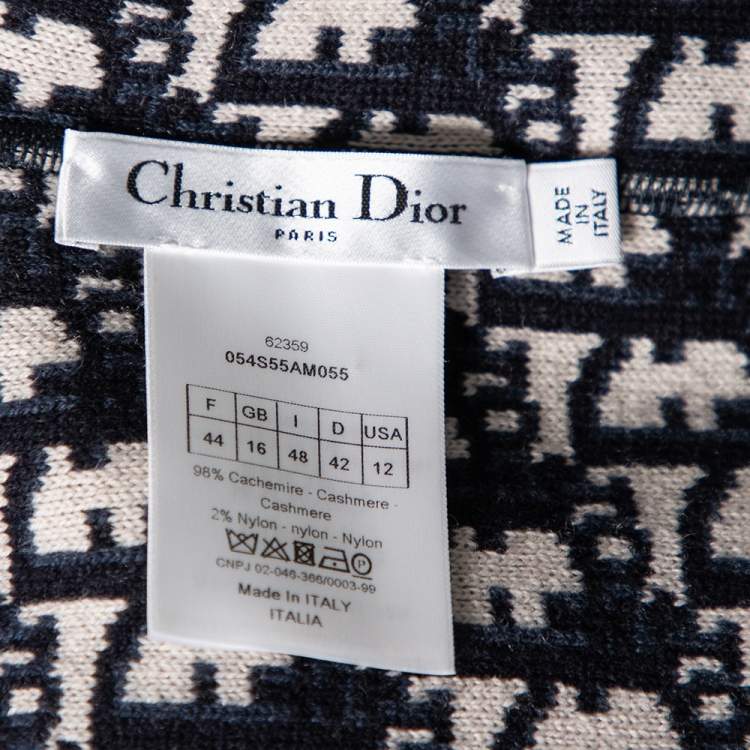 Christian Dior
PARIS
MADE
IN
ITALY
62359
054S55AM055
F GB I D USA
44 16 48 42 12
98% Cachemire - Cashmere -
Cashmere
2% Nylon - nylon - Nylon
P
CNPJ 02-046-366/0003-99
Made In ITALY
ITALIA